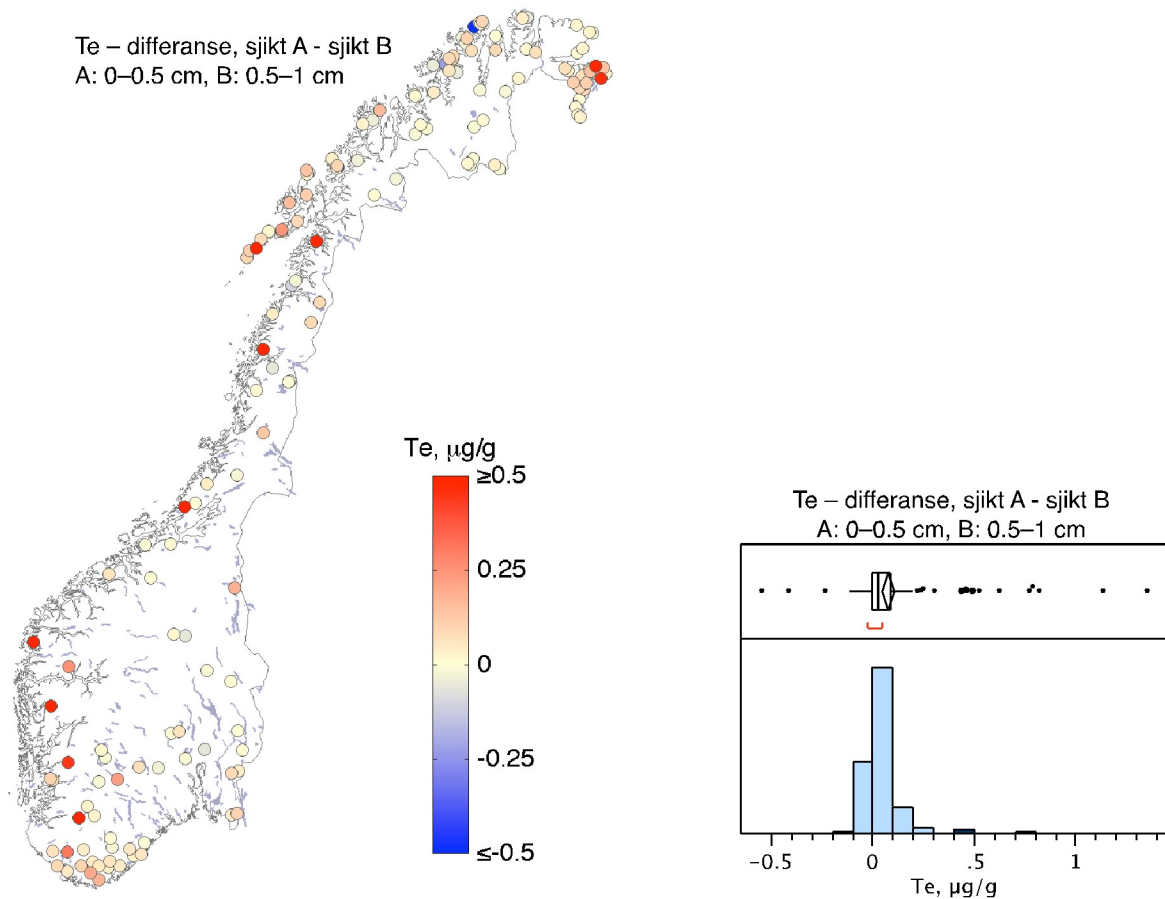 Te – differanse, sjikt A - sjikt B
A: 0–0.5 cm, B: 0.5–1 cm
Te, μg/g
≥0.5
0.25
0
-0.25
≤-0.5
Te – differanse, sjikt A - sjikt B
A: 0–0.5 cm, B: 0.5–1 cm
-0.5 0 .5 1
Te, μg/g